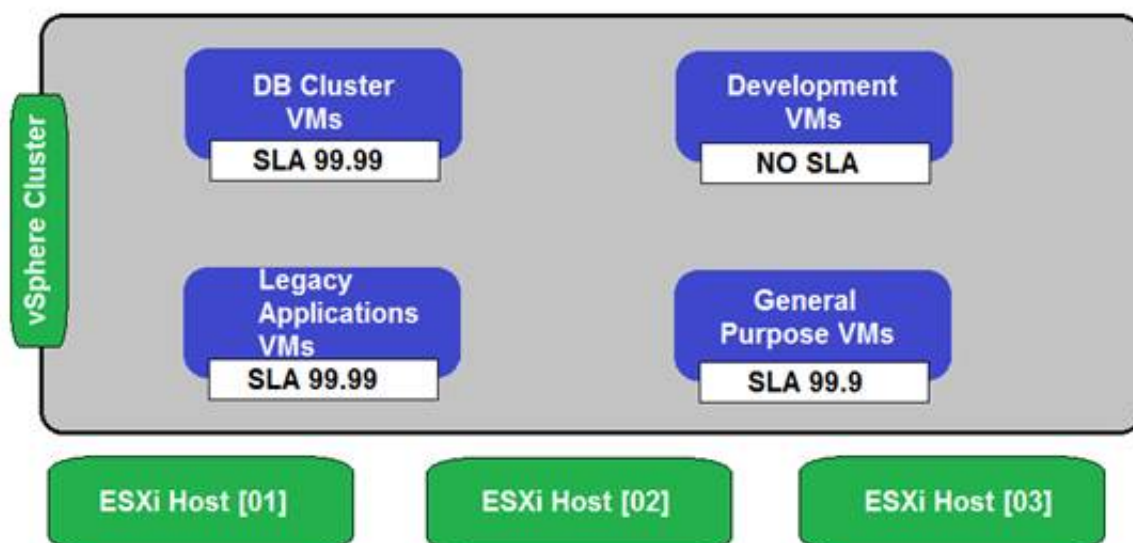 vSphere Cluster
DB Cluster
VMs
SLA 99.99
Development
VMs
NO SLA
Legacy
Applications
VMs
SLA 99.99
General
Purpose VMs
SLA 99.9
ESXi Host [01]
ESXi Host [02]
ESXi Host [03]